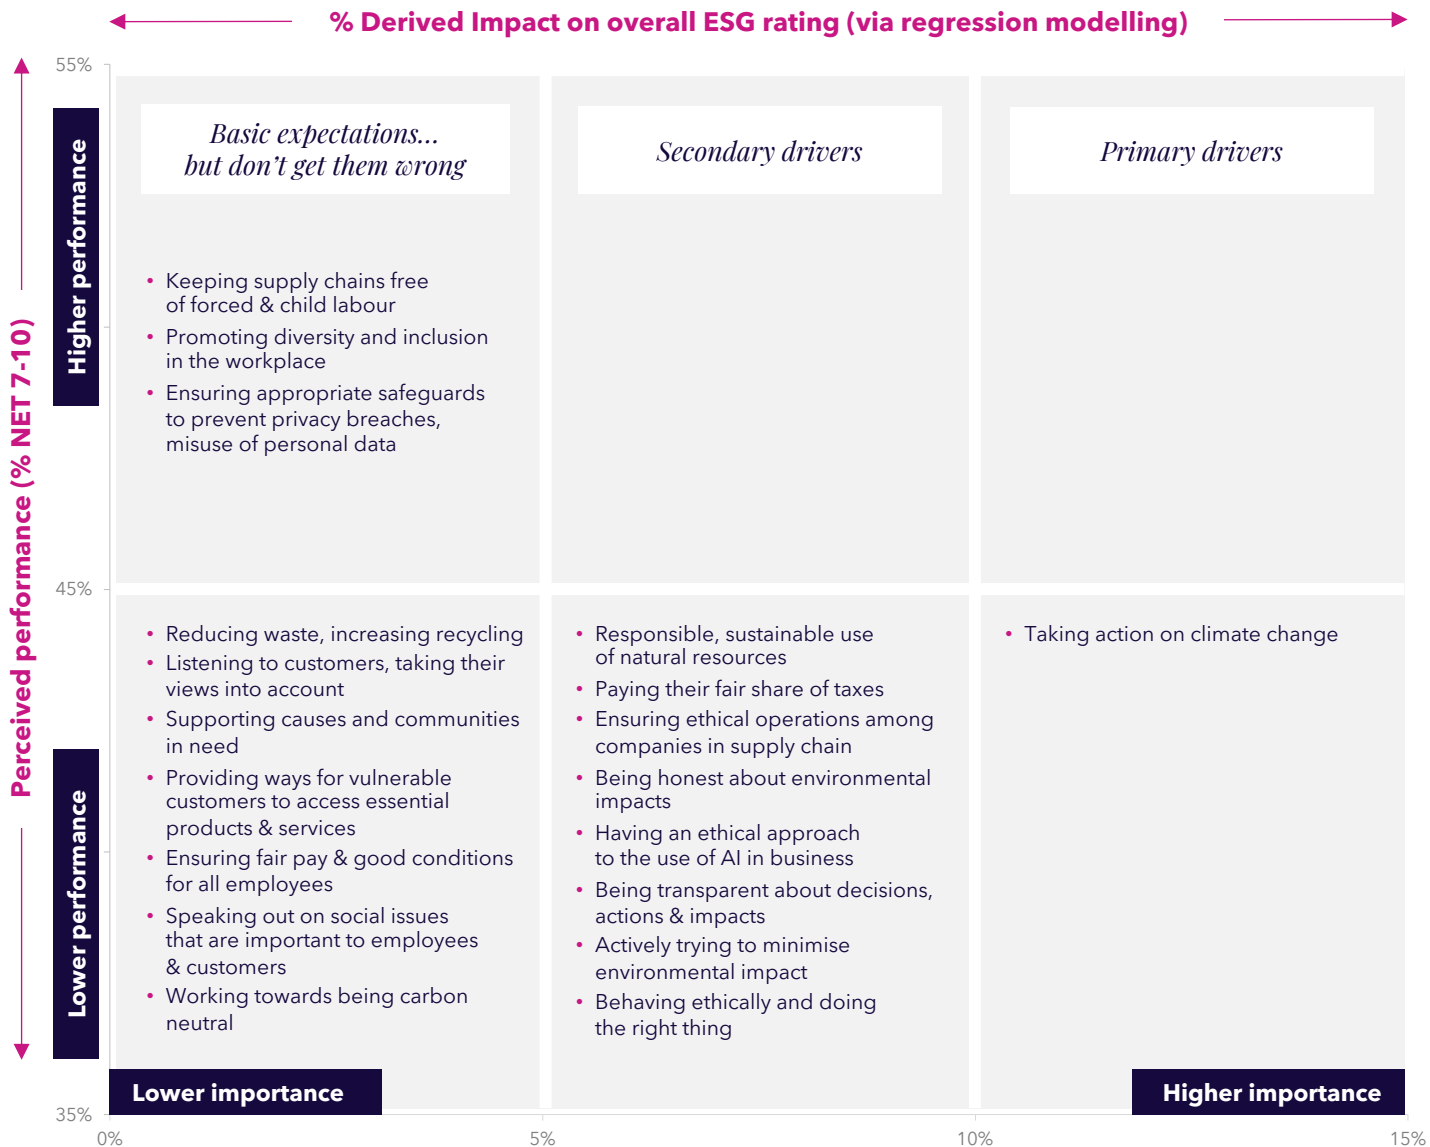 % Derived Impact on overall ESG rating (via regression modelling)
Perceived performance (% NET 7-10)
55%
Higher performance
Basic expectations...
but don't get them wrong
Secondary drivers
Primary drivers
• Keeping supply chains free
of forced & child labour
• Promoting diversity and inclusion
in the workplace
• Ensuring appropriate safeguards
to prevent privacy breaches,
misuse of personal data
45%
Lower performance
• Reducing waste, increasing recycling
• Listening to customers, taking their
views into account
• Supporting causes and communities
in need
• Providing ways for vulnerable
customers to access essential
products & services
• Ensuring fair pay & good conditions
for all employees
• Speaking out on social issues
that are important to employees
& customers
• Working towards being carbon
neutral
• Responsible, sustainable use
of natural resources
• Paying their fair share of taxes
• Ensuring ethical operations among
companies in supply chain
• Being honest about environmental
impacts
• Having an ethical approach
to the use of AI in business
• Being transparent about decisions,
actions & impacts
• Actively trying to minimise
environmental impact
• Behaving ethically and doing
the right thing
• Taking action on climate change
Lower importance
Higher importance
35%
0%
5%
10%
15%